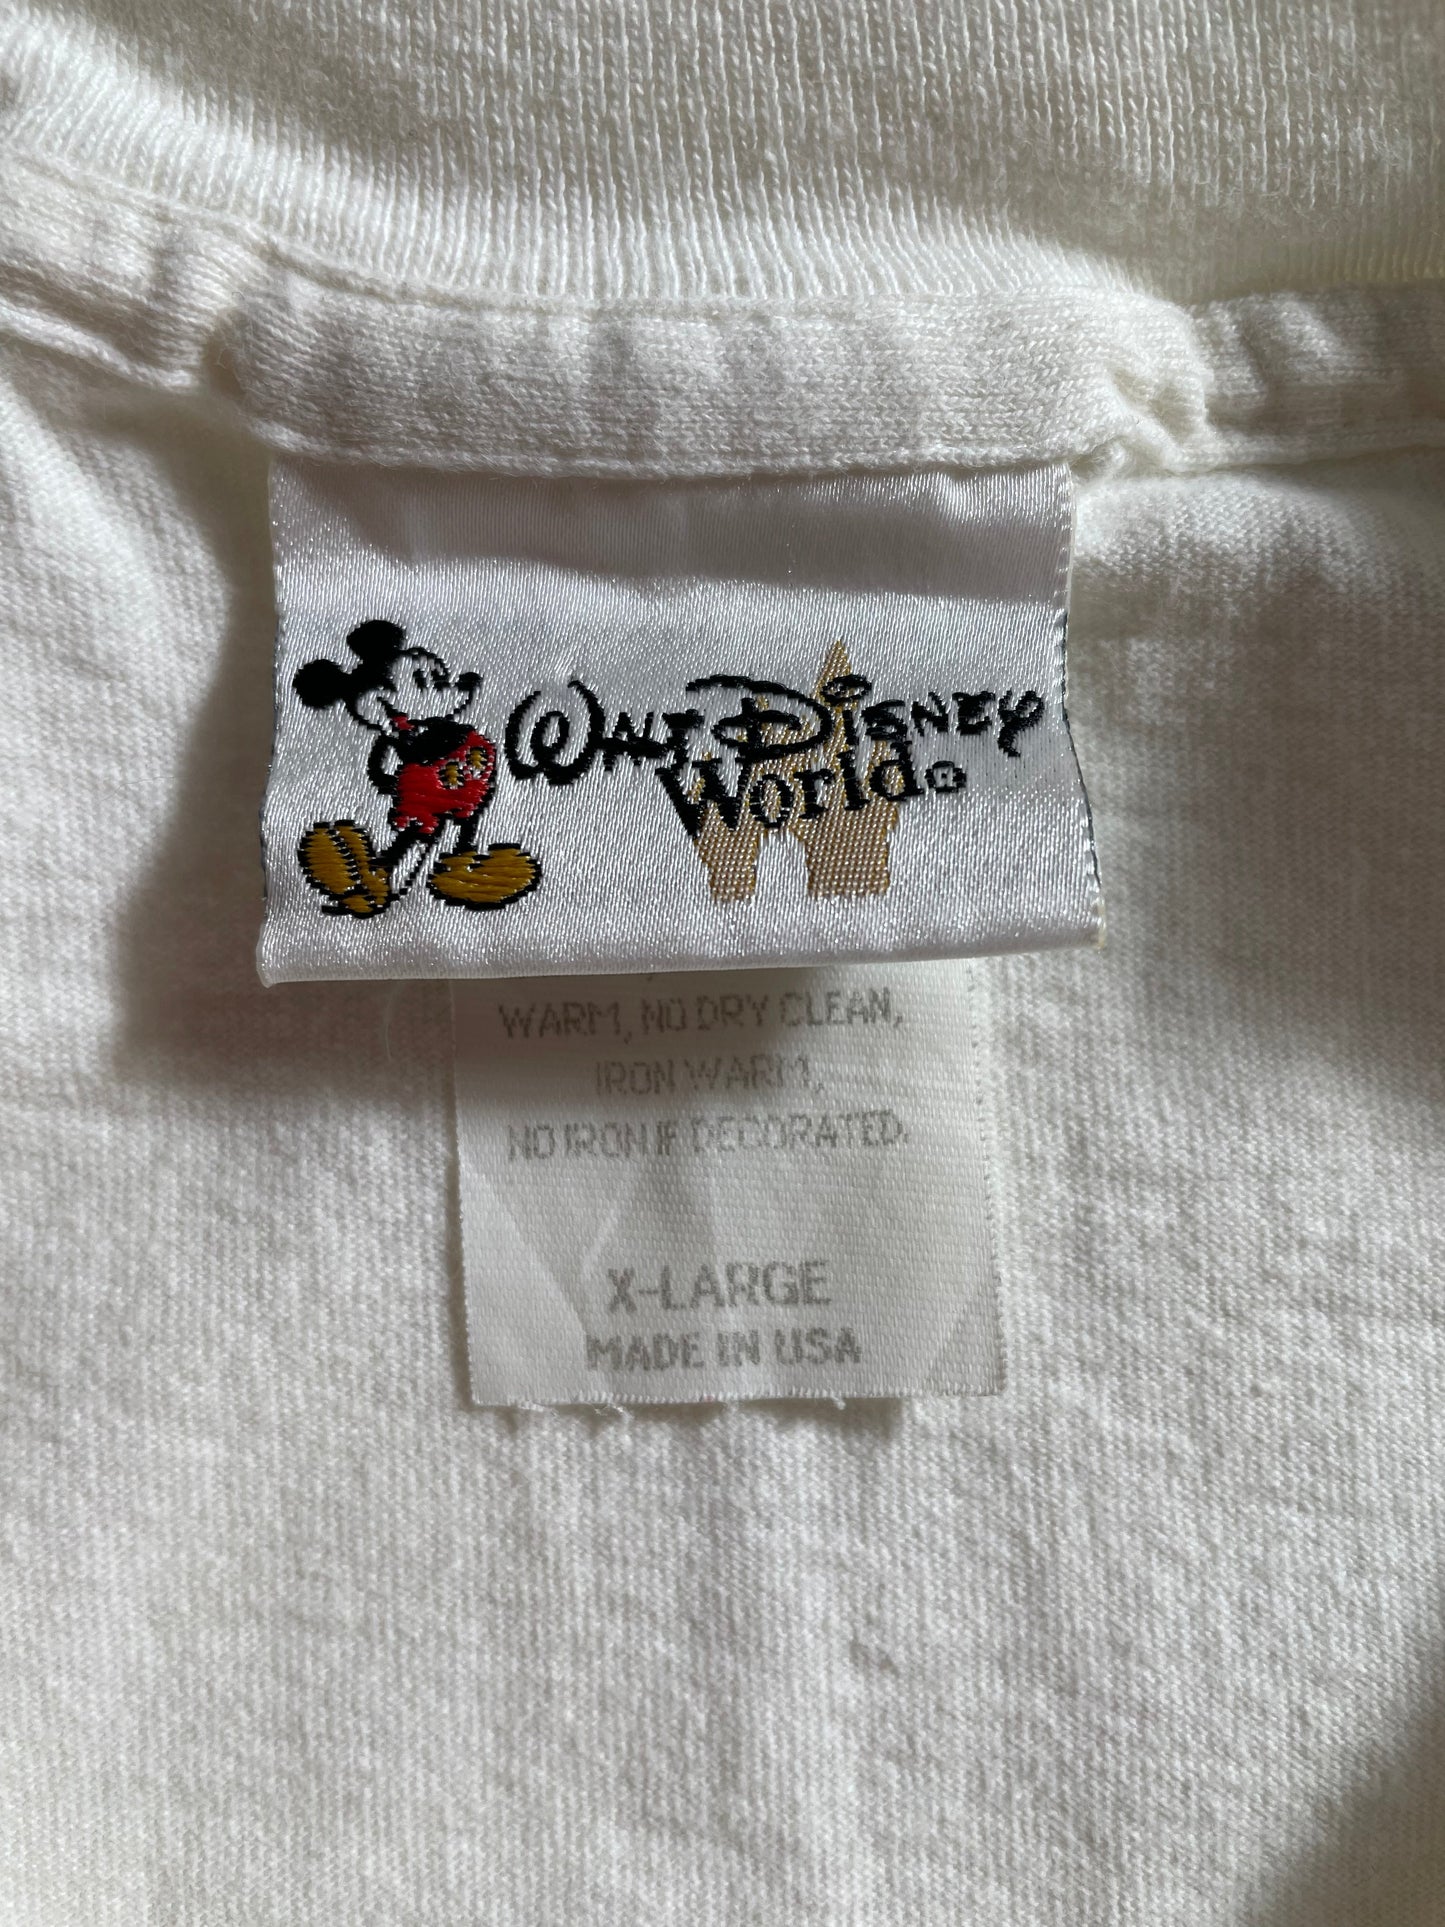 Walt Disney
World®
WARM, NO DRY CLEAN,
IRON WARM,
NO IRON IF DECORATED.
X-LARGE
MADE IN USA